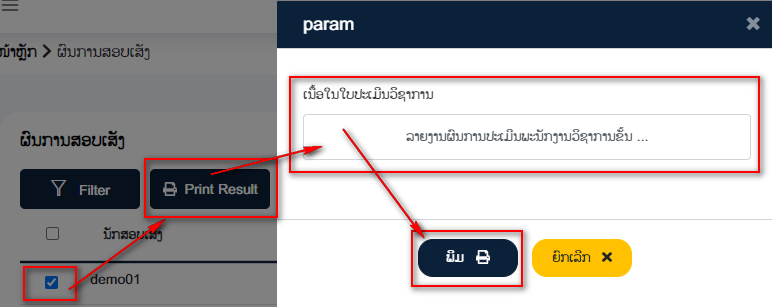 param
ໜ້າຫຼັກ > ຜົນການສອບເສັງ
ເນື້ອໃນໃບປະເມີນວິຊາການ
ລາຍງານຜົນການປະເມີນພະນັກງານວິຊາການຂັ້ນ ...
ຜົນການສອບເສັງ
Filter
Print Result
ນັກສອບເສັງ
ພິມ
ຍົກເລີກ
demo01